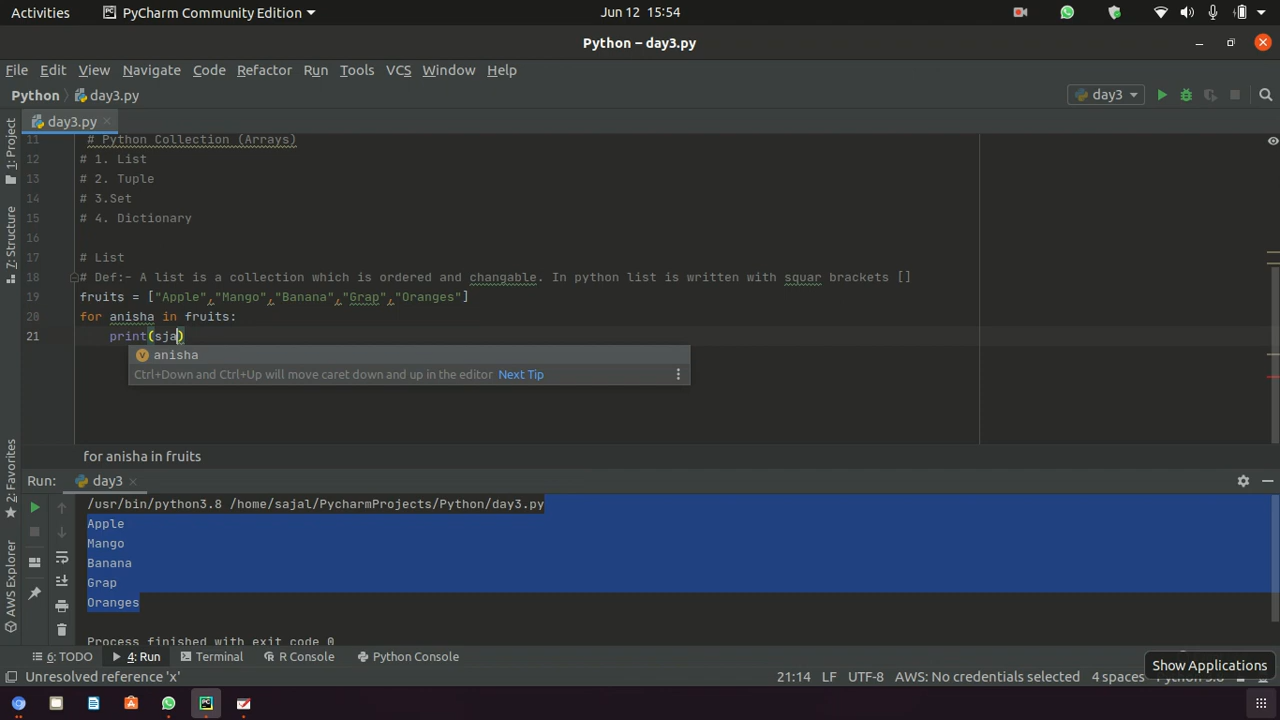 Activities PyCharm Community Edition Jun 12 15:54
Python – day3.py
File Edit View Navigate Code Refactor Run Tools VCS Window Help
Python day3.py day3
1: Project
7: Structure
2: Favorites
AWS Explorer
day3.py
11 # Python Collection (Arrays)
12 # 1. List
13 # 2. Tuple
14 # 3.Set
15 # 4. Dictionary
16
17 # List
18 # Def:- A list is a collection which is ordered and changable. In python list is written with squar brackets []
19 fruits = ["Apple","Mango","Banana","Grap","Oranges"]
20 for anisha in fruits:
21 print(sja)
v anisha
Ctrl+Down and Ctrl+Up will move caret down and up in the editor Next Tip
for anisha in fruits
Run: day3
/usr/bin/python3.8 /home/sajal/PycharmProjects/Python/day3.py
Apple
Mango
Banana
Grap
Oranges
Process finished with exit code 0
6: TODO 4: Run Terminal R Console Python Console
Show Applications
Unresolved reference 'x' 21:14 LF UTF-8 AWS: No credentials selected 4 spaces Python 3.8